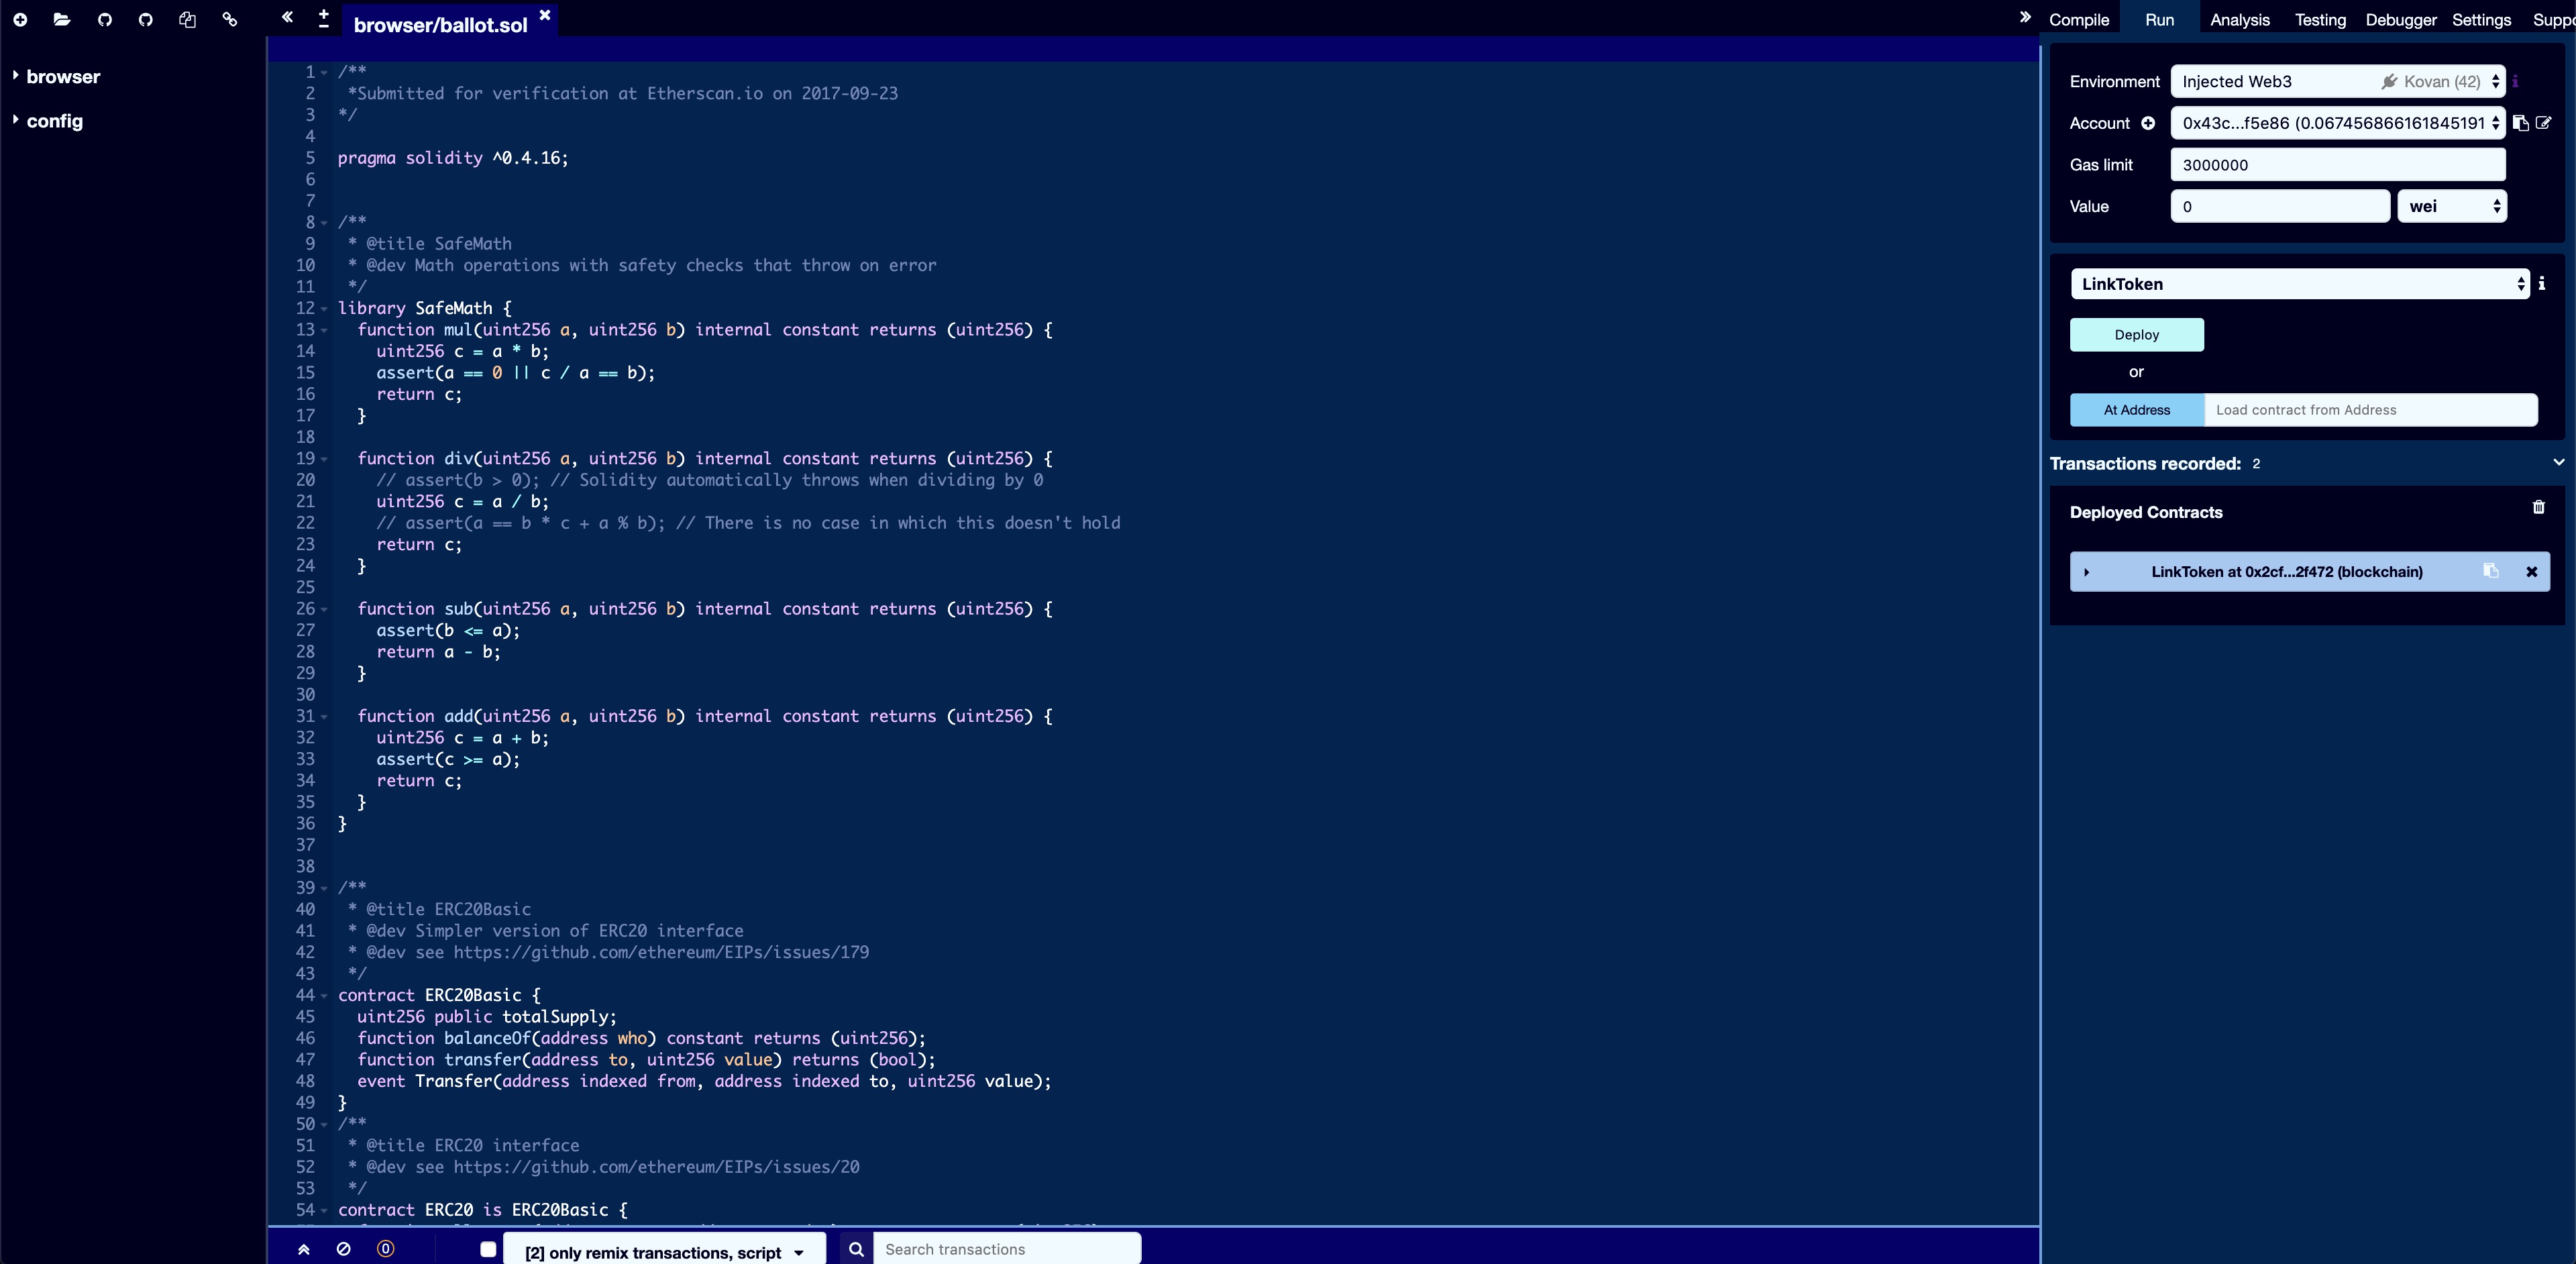 browser/ballot.sol
Compile Run Analysis Testing Debugger Settings Suppo
browser
config
1 /**
2 *Submitted for verification at Etherscan.io on 2017-09-23
3 */
4
5 pragma solidity ^0.4.16;
6
7
8 /**
9 * @title SafeMath
10 * @dev Math operations with safety checks that throw on error
11 */
12 library SafeMath {
13 function mul(uint256 a, uint256 b) internal constant returns (uint256) {
14 uint256 c = a * b;
15 assert(a == 0 || c / a == b);
16 return c;
17 }
18
19 function div(uint256 a, uint256 b) internal constant returns (uint256) {
20 // assert(b > 0); // Solidity automatically throws when dividing by 0
21 uint256 c = a / b;
22 // assert(a == b * c + a % b); // There is no case in which this doesn't hold
23 return c;
24 }
25
26 function sub(uint256 a, uint256 b) internal constant returns (uint256) {
27 assert(b <= a);
28 return a - b;
29 }
30
31 function add(uint256 a, uint256 b) internal constant returns (uint256) {
32 uint256 c = a + b;
33 assert(c >= a);
34 return c;
35 }
36 }
37
38
39 /**
40 * @title ERC20Basic
41 * @dev Simpler version of ERC20 interface
42 * @dev see https://github.com/ethereum/EIPs/issues/179
43 */
44 contract ERC20Basic {
45 uint256 public totalSupply;
46 function balanceOf(address who) constant returns (uint256);
47 function transfer(address to, uint256 value) returns (bool);
48 event Transfer(address indexed from, address indexed to, uint256 value);
49 }
50 /**
51 * @title ERC20 interface
52 * @dev see https://github.com/ethereum/EIPs/issues/20
53 */
54 contract ERC20 is ERC20Basic {
0
[2] only remix transactions, script
Search transactions
Environment Injected Web3 Kovan (42)
Account 0x43c...f5e86 (0.067456866161845191
Gas limit 3000000
Value 0 wei
LinkToken
Deploy
or
At Address Load contract from Address
Transactions recorded: 2
Deployed Contracts
LinkToken at 0x2cf...2f472 (blockchain)